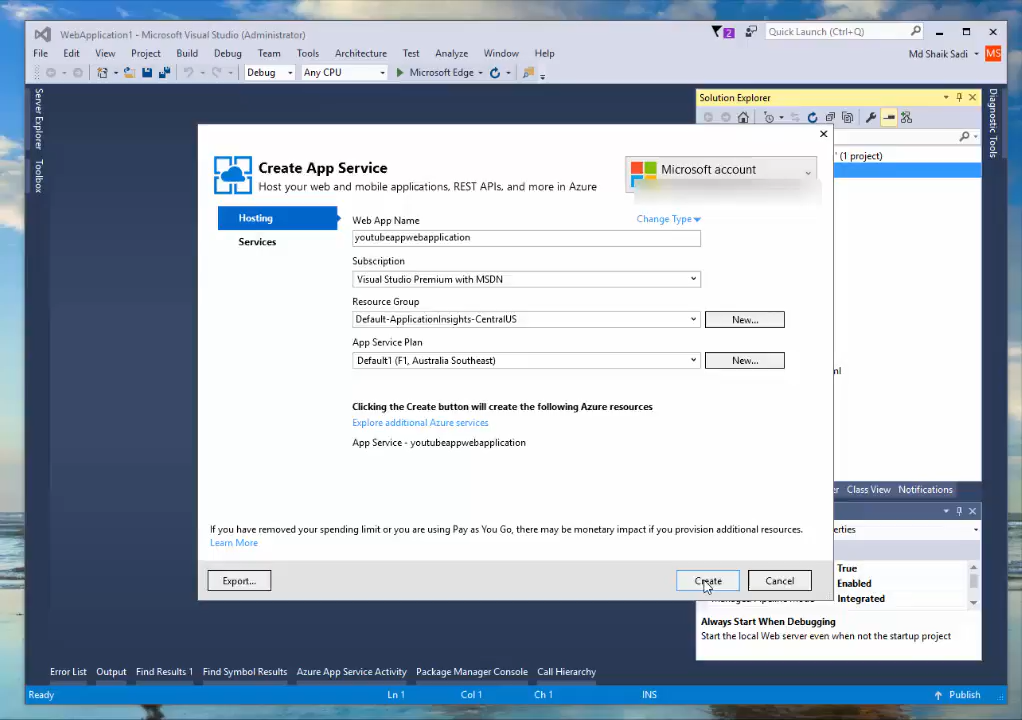 WebApplication1 - Microsoft Visual Studio (Administrator)
2
Quick Launch (Ctrl+Q)
File Edit View Project Build Debug Team Tools Architecture Test Analyze Window Help
Md Shaik Sadi
MS
Debug
Any CPU
Microsoft Edge
Server Explorer
Toolbox
Solution Explorer
Diagnostic Tools
' (1 project)
Create App Service
Host your web and mobile applications, REST APIs, and more in Azure
Microsoft account
Hosting
Services
Web App Name
Change Type
youtubeappwebapplication
Subscription
Visual Studio Premium with MSDN
Resource Group
Default-ApplicationInsights-CentralUS
New...
App Service Plan
Default1 (F1, Australia Southeast)
New...
Clicking the Create button will create the following Azure resources
Explore additional Azure services
App Service - youtubeappwebapplication
If you have removed your spending limit or you are using Pay as You Go, there may be monetary impact if you provision additional resources.
Learn More
Export...
Create
Cancel
ml
er Class View Notifications
erties
True
Enabled
Integrated
Always Start When Debugging
Start the local Web server even when not the startup project
Error List Output Find Results 1 Find Symbol Results Azure App Service Activity Package Manager Console Call Hierarchy
Ready Ln 1 Col 1 Ch 1 INS Publish